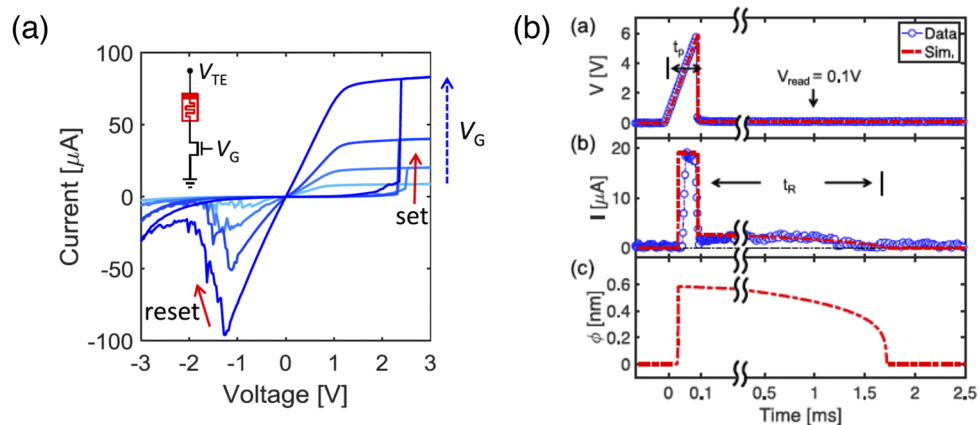 (a)
100
50
0
-50
-100
Current [μA]
V_TE
V_G
V_G
set
reset
-3 -2 -1 0 1 2 3
Voltage [V]
(b)
(a)
6
4
2
0
V [V]
t_p
V_read = 0.1V
Data
Sim.
(b)
20
10
0
I [μA]
t_R
(c)
0.6
0.4
0.2
0
ϕ [nm]
0 0.1 0.5 1 1.5 2 2.5
Time [ms]